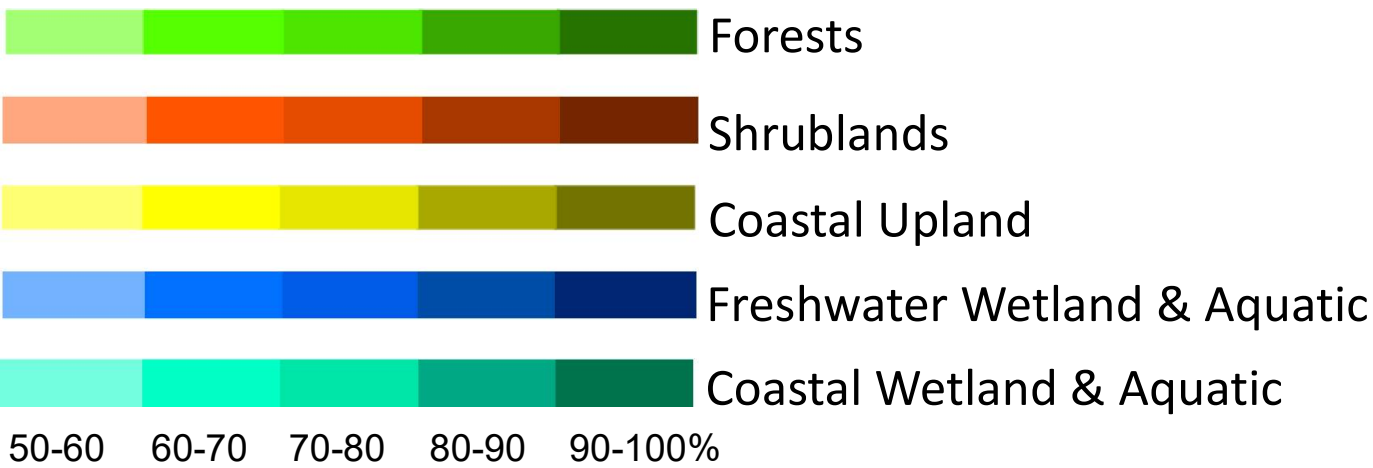 Forests
Shrublands
Coastal Upland
Freshwater Wetland & Aquatic
Coastal Wetland & Aquatic
50-60 60-70 70-80 80-90 90-100%